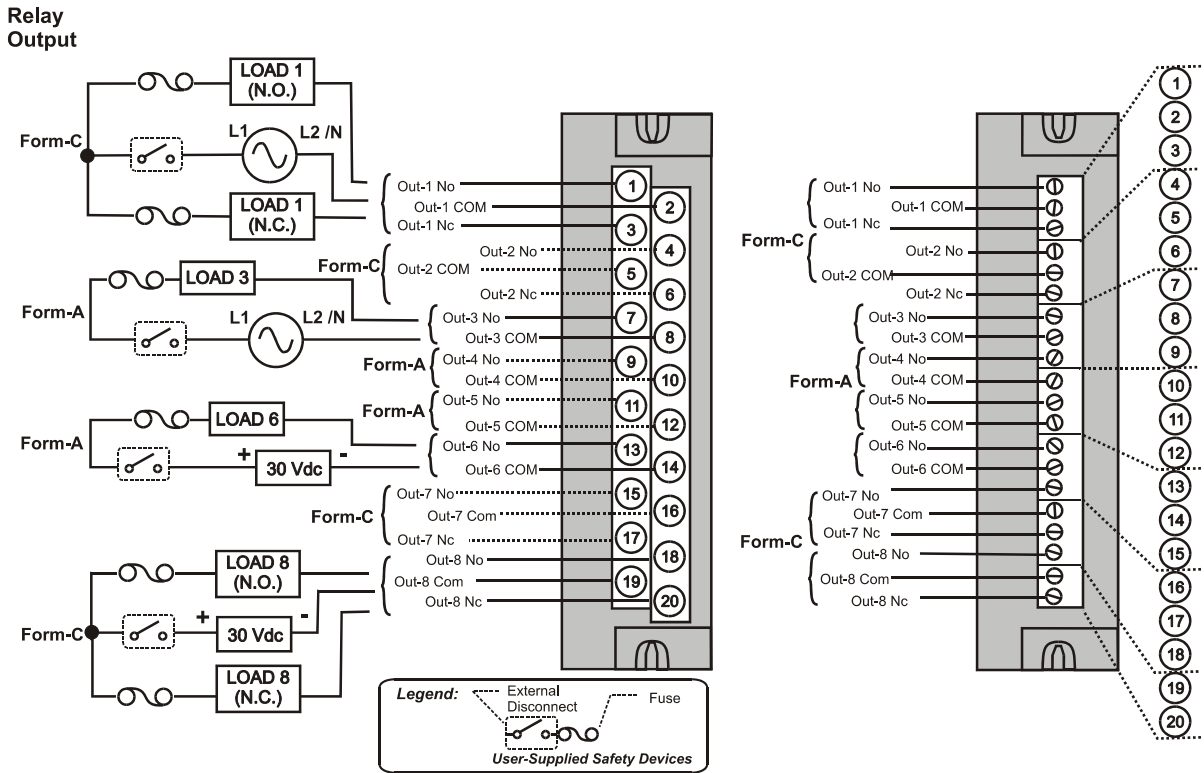 Relay
Output
LOAD 1
(N.O.)
Form-C
L1
L2 /N
LOAD 1
(N.C.)
Out-1 No
Out-1 COM
Out-1 Nc
Form-C
Out-2 No
Out-2 COM
Out-2 Nc
LOAD 3
Form-A
L1
L2 /N
Out-3 No
Out-3 COM
Form-A
Out-4 No
Out-4 COM
Form-A
Out-5 No
Out-5 COM
LOAD 6
Form-A
+
30 Vdc
-
Out-6 No
Out-6 COM
Form-C
Out-7 No
Out-7 Com
Out-7 Nc
LOAD 8
(N.O.)
Form-C
+
30 Vdc
-
LOAD 8
(N.C.)
Out-8 No
Out-8 Com
Out-8 Nc
1
2
3
4
5
6
7
8
9
10
11
12
13
14
15
16
17
18
19
20
Legend:
External
Disconnect
Fuse
User-Supplied Safety Devices
Form-C
Out-1 No
Out-1 COM
Out-1 Nc
Out-2 No
Out-2 COM
Out-2 Nc
Form-A
Out-3 No
Out-3 COM
Out-4 No
Out-4 COM
Out-5 No
Out-5 COM
Out-6 No
Out-6 COM
Form-C
Out-7 No
Out-7 Com
Out-7 Nc
Out-8 No
Out-8 Com
Out-8 Nc
1
2
3
4
5
6
7
8
9
10
11
12
13
14
15
16
17
18
19
20